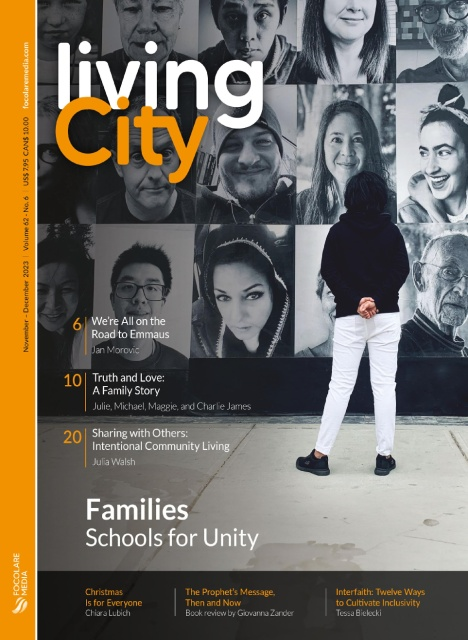 living
City
November - December 2023 | Volume 62 - No. 6 | US$ 7.95 CAN$ 10.00 focolaremedia.com
6 We're All on the
Road to Emmaus
Jan Morovic
10 Truth and Love:
A Family Story
Julie, Michael, Maggie, and Charlie James
20 Sharing with Others:
Intentional Community Living
Julia Walsh
Families
Schools for Unity
FOCOLARE
MEDIA
Christmas
Is for Everyone
Chiara Lubich
The Prophet's Message,
Then and Now
Book review by Giovanna Zander
Interfaith: Twelve Ways
to Cultivate Inclusivity
Tessa Bielecki